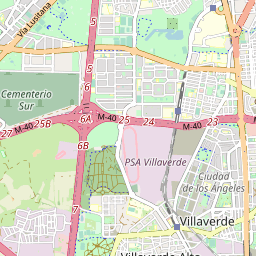 Vía Lusitana
5
5
Cementerio
Sur
6A
M-40
25
24
M-40
23
27
M-40
25B
6B
PSA Villaverde
Ciudad
de los Ángeles
6
7
Villaverde
Villaverde Alto